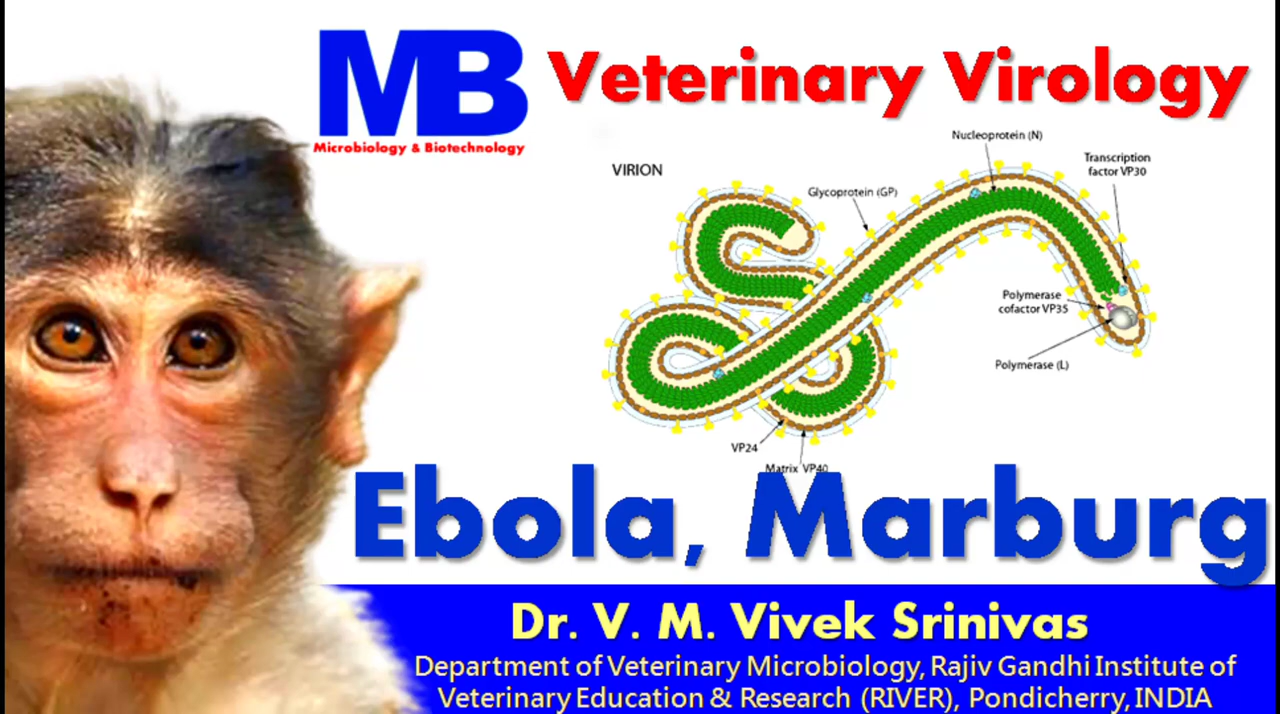 MB
Microbiology & Biotechnology
Veterinary Virology
VIRION
Nucleoprotein (N)
Glycoprotein (GP)
Transcription
factor VP30
Polymerase
cofactor VP35
Polymerase (L)
VP24
Matrix VP40
Ebola, Marburg
Dr. V. M. Vivek Srinivas
Department of Veterinary Microbiology, Rajiv Gandhi Institute of
Veterinary Education & Research (RIVER), Pondicherry, INDIA